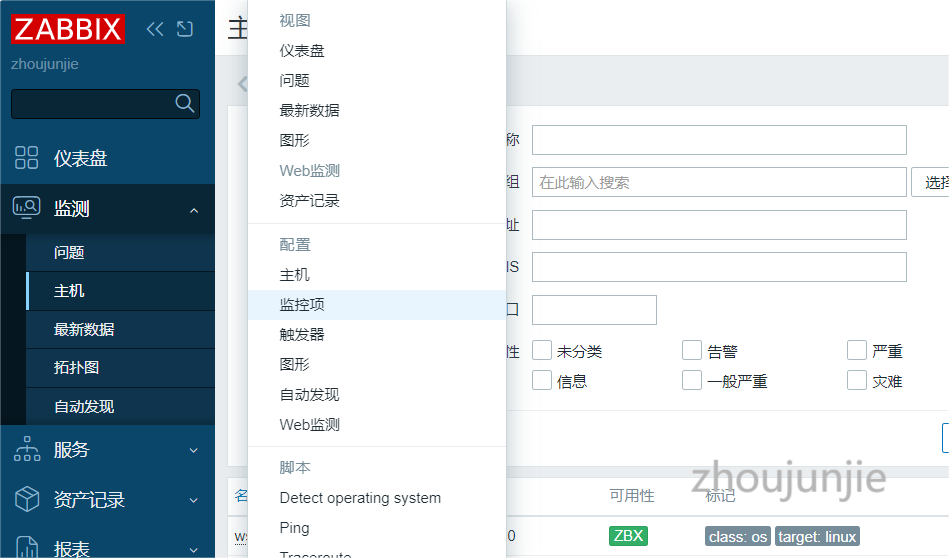 ZABBIX
zhoujunjie
仪表盘
监测
问题
主机
最新数据
拓扑图
自动发现
服务
资产记录
报表
主
视图
仪表盘
问题
最新数据
图形
Web监测
资产记录
配置
主机
监控项
触发器
图形
自动发现
Web监测
脚本
Detect operating system
Ping
Traceroute
称
组 在此输入搜索 选择
址
IS
口
性 未分类 告警 严重
信息 一般严重 灾难
zhoujunjie
名 可用性 标记
ws 0 ZBX class: os target: linux